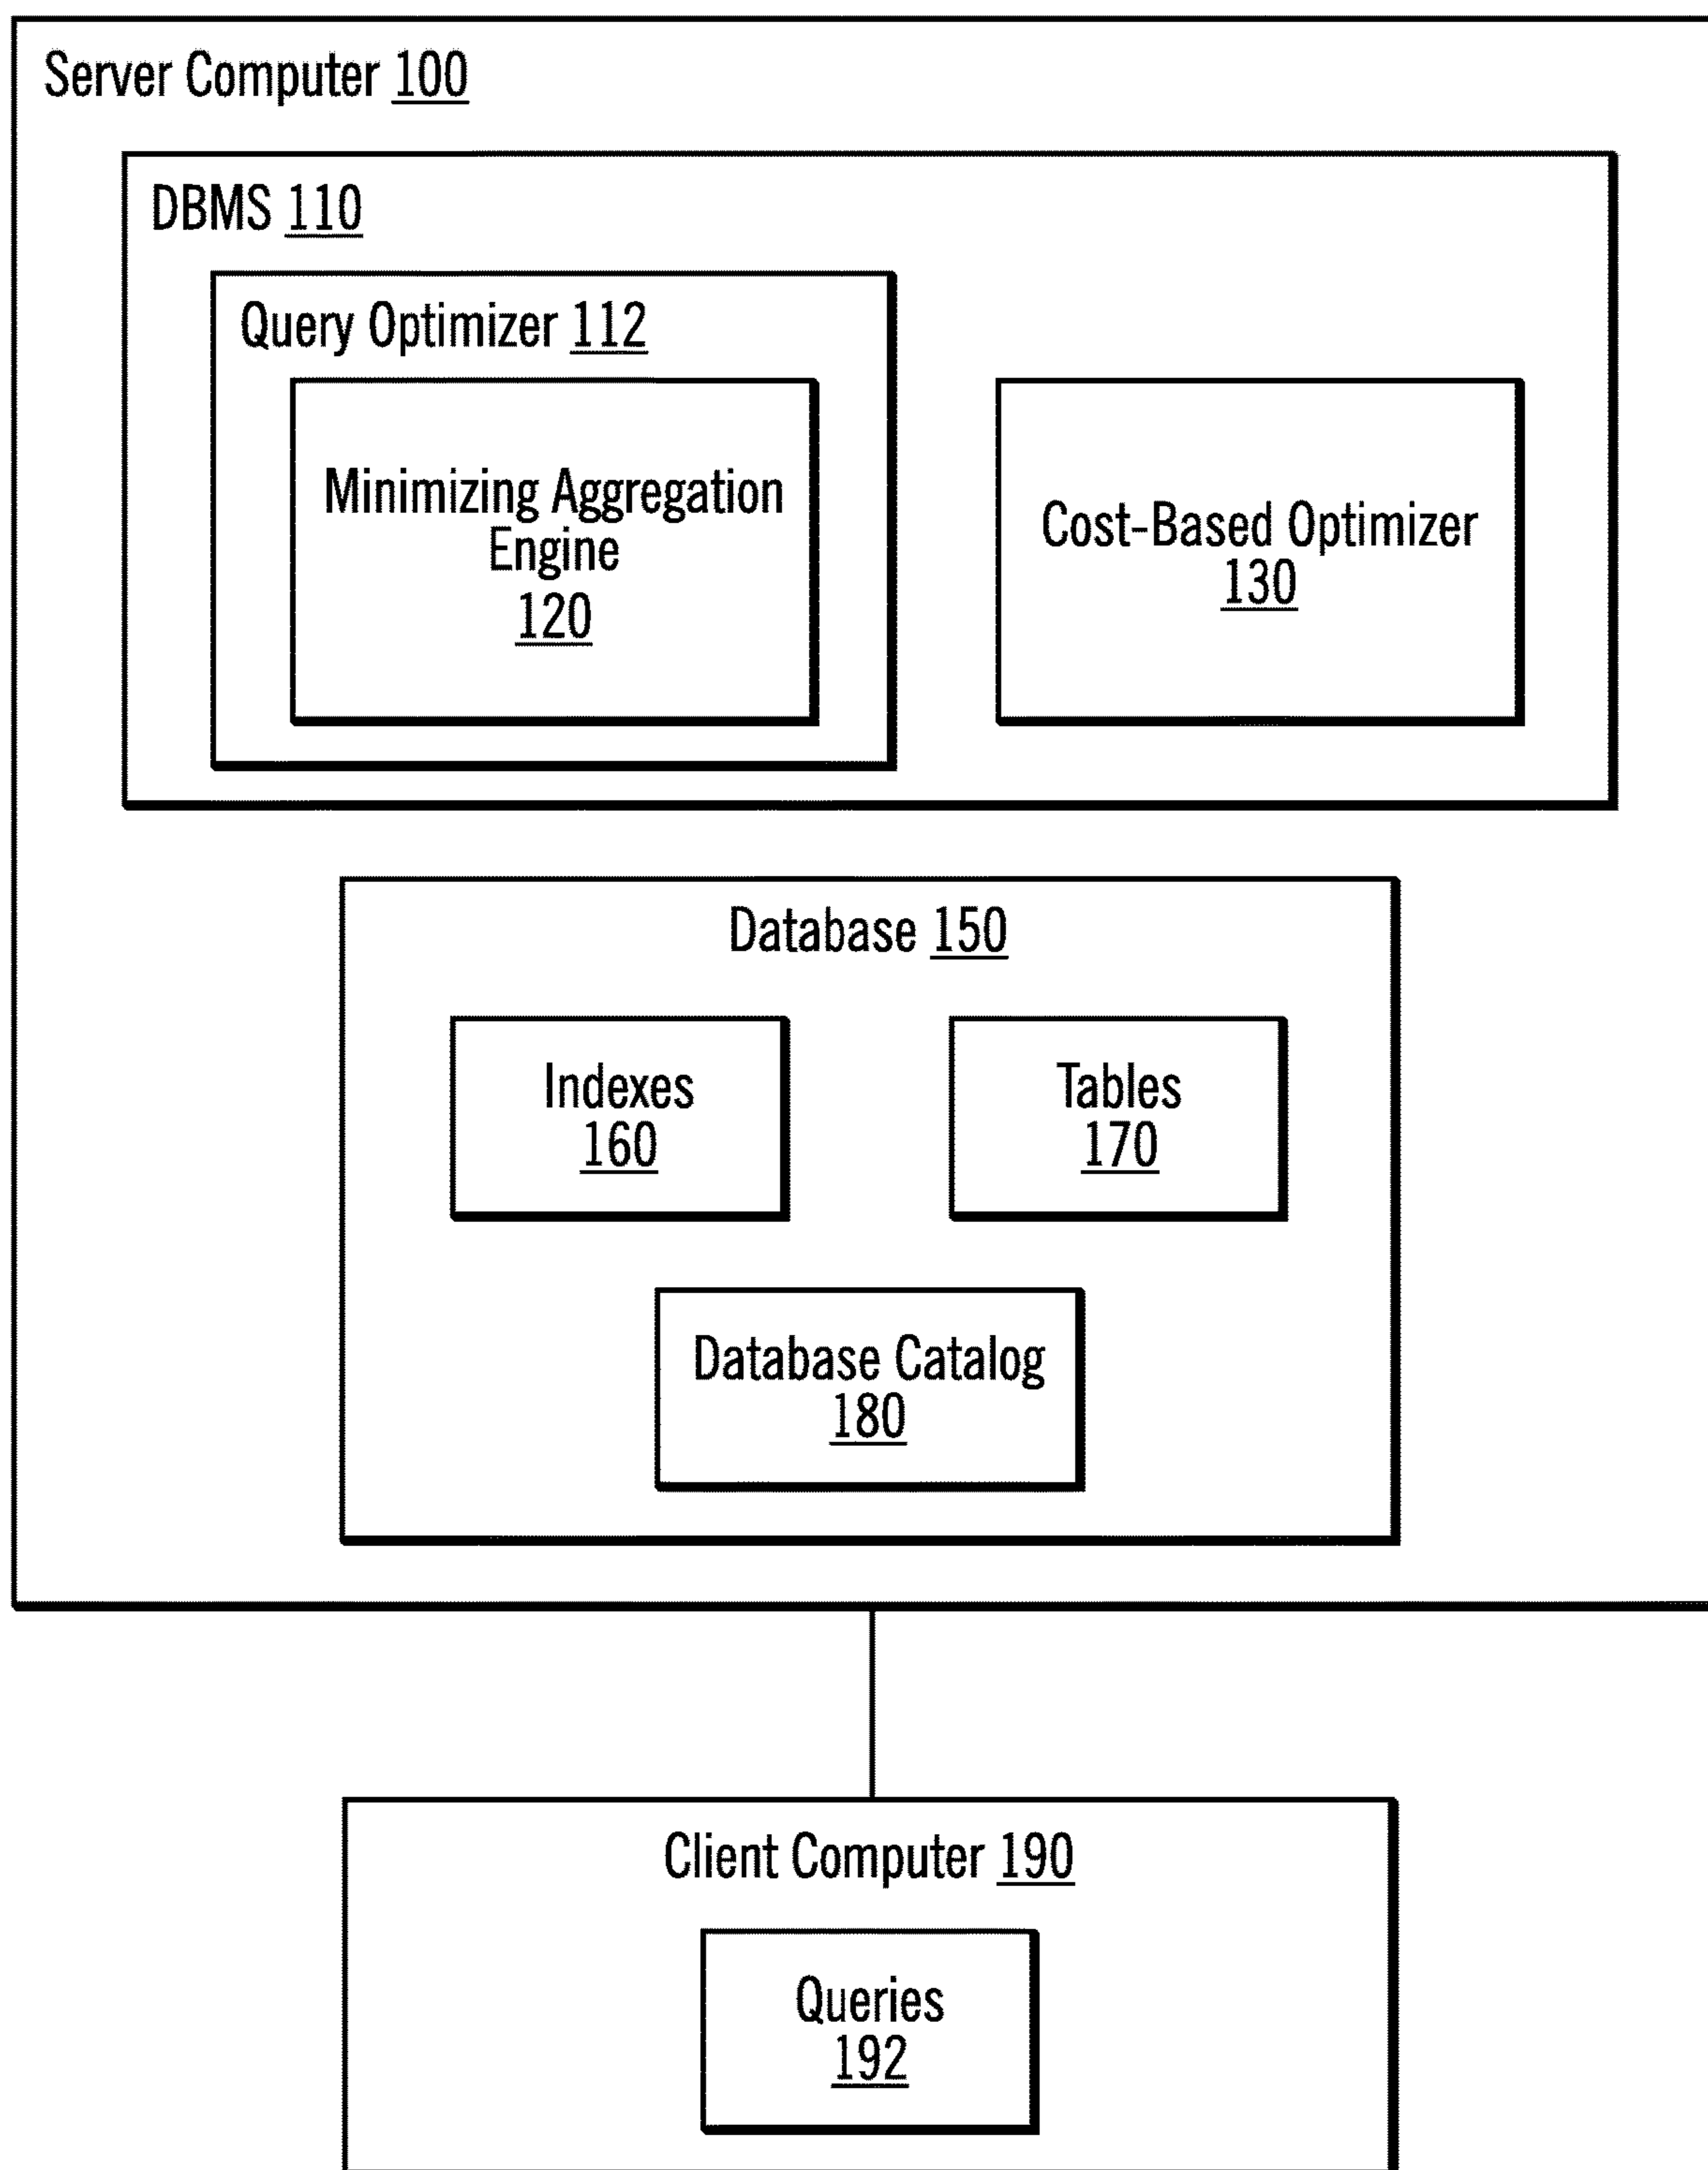 Server Computer 100
DBMS 110
Query Optimizer 112
Minimizing Aggregation
Engine
120
Cost-Based Optimizer
130
Database 150
Indexes
160
Tables
170
Database Catalog
180
Client Computer 190
Queries
192